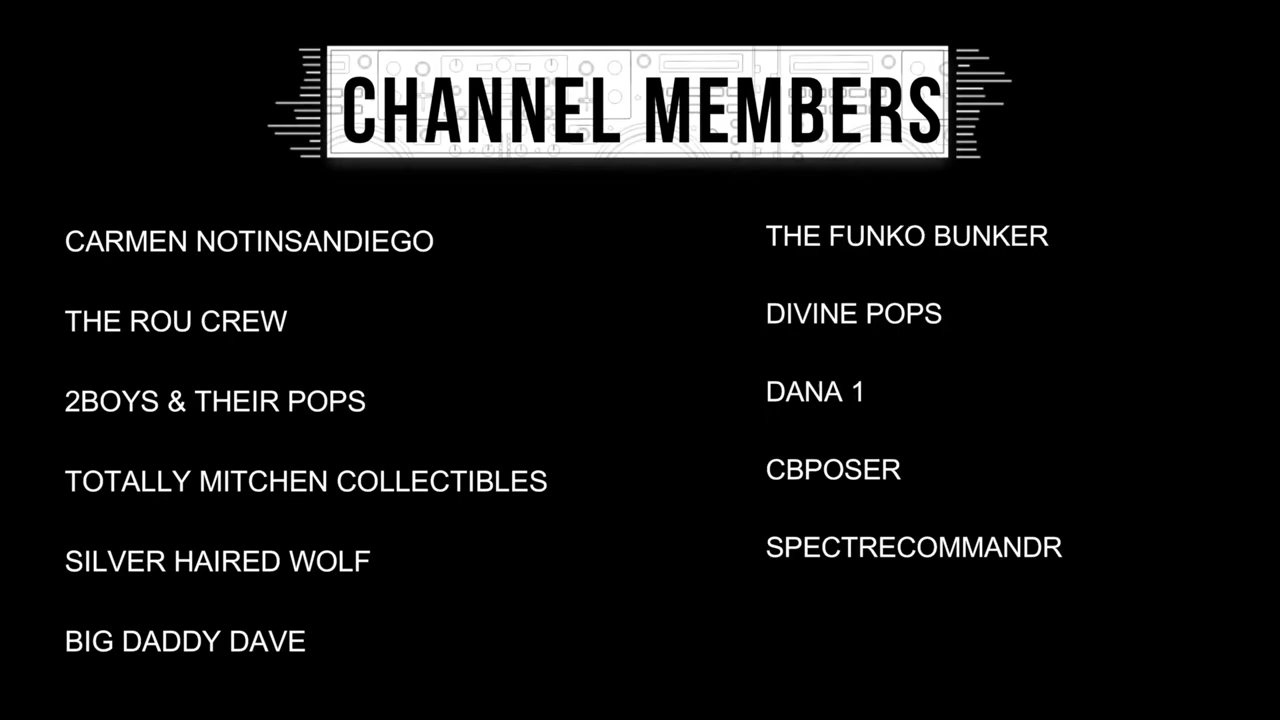 CHANNEL MEMBERS
CARMEN NOTINSANDIEGO
THE ROU CREW
2BOYS & THEIR POPS
TOTALLY MITCHEN COLLECTIBLES
SILVER HAIRED WOLF
BIG DADDY DAVE
THE FUNKO BUNKER
DIVINE POPS
DANA 1
CBPOSER
SPECTRECOMMANDR